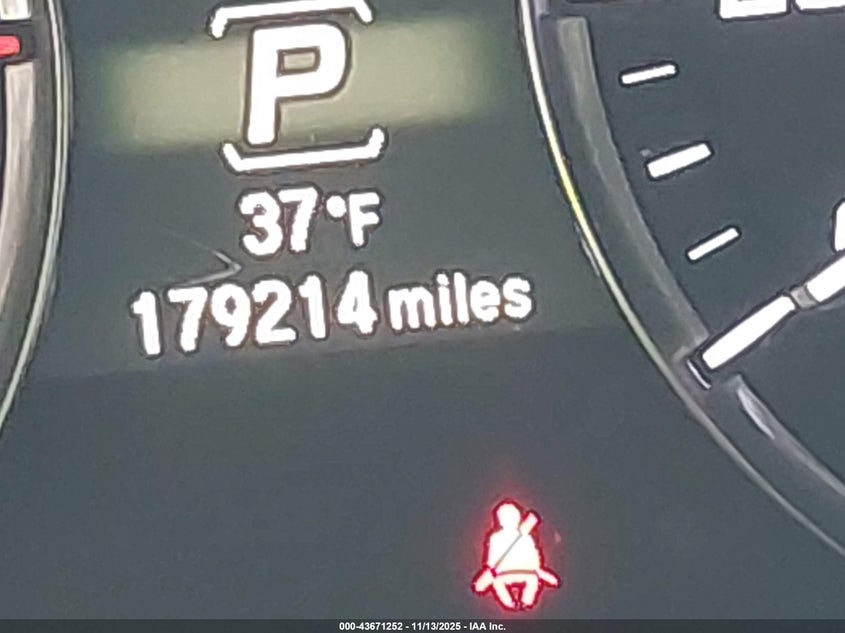 P
37°F
179214 miles
000-43671252 - 11/13/2025 - IAA Inc.